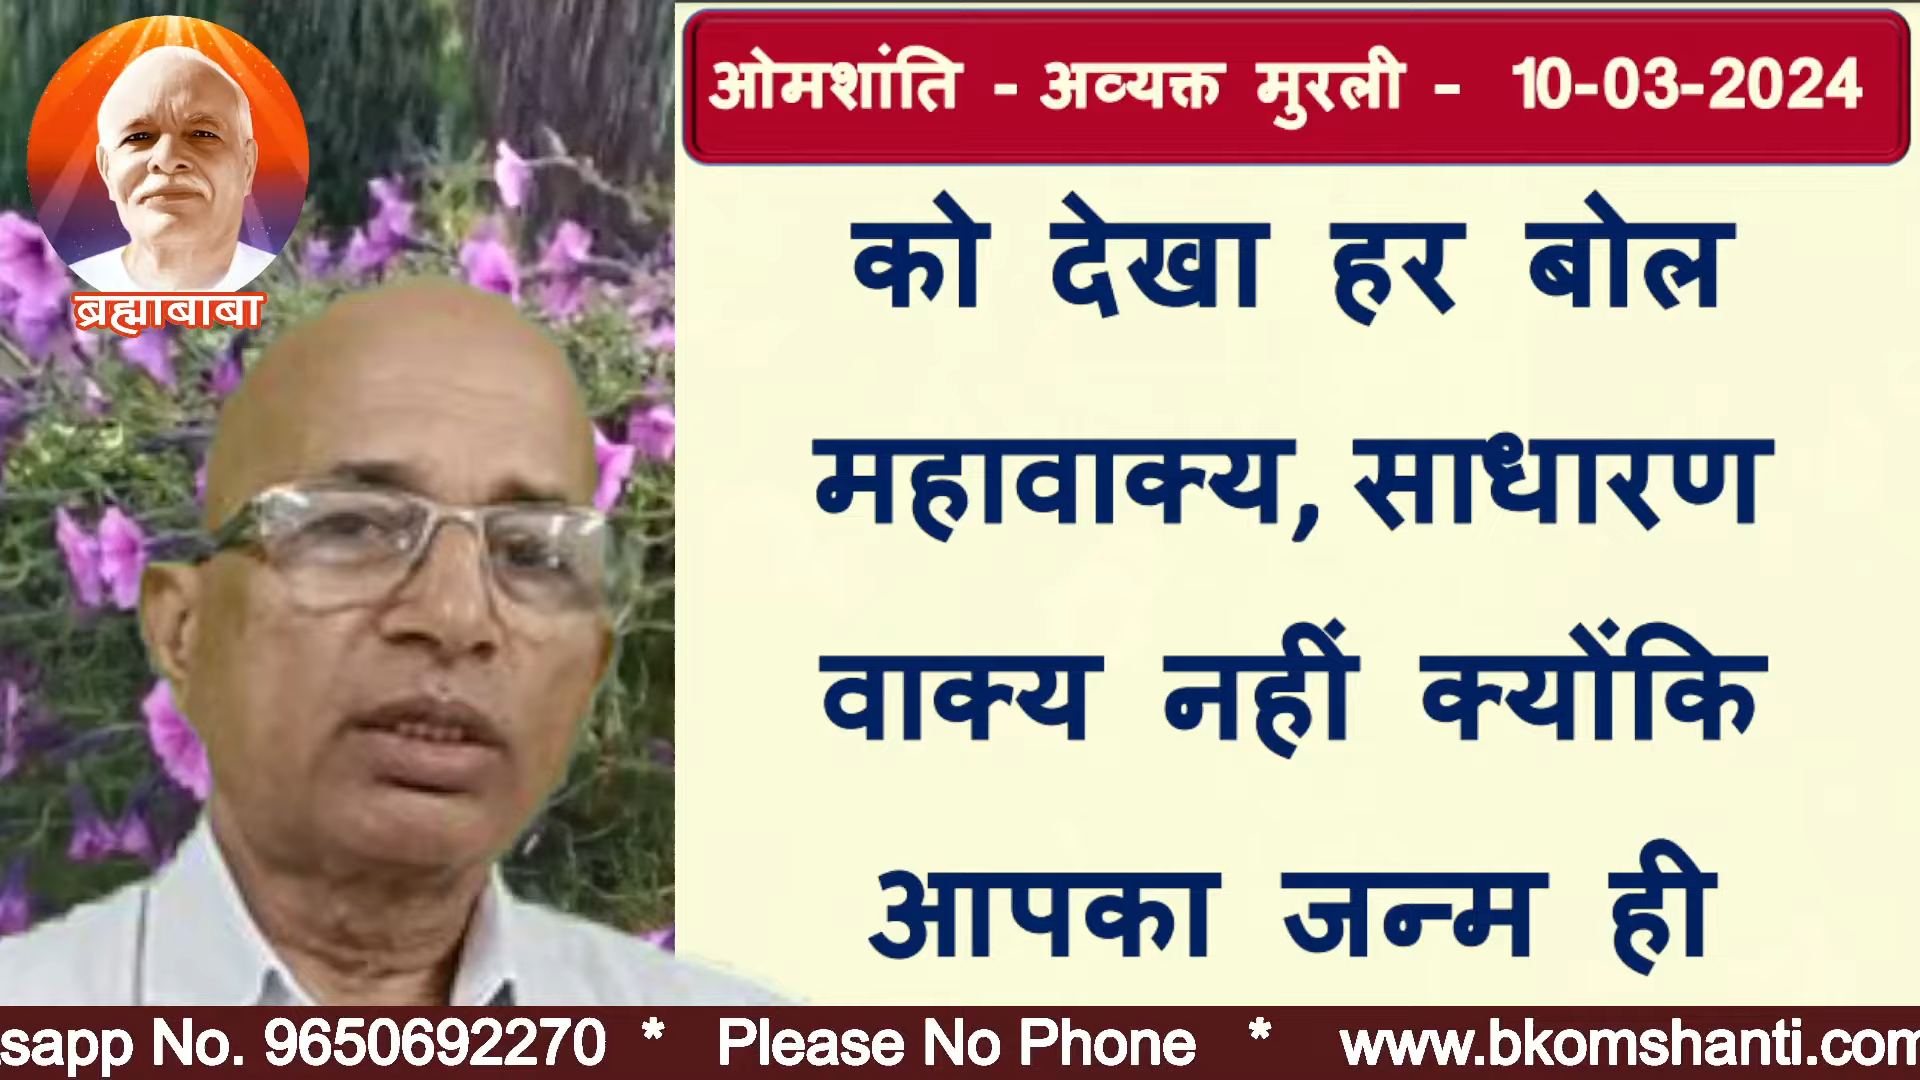 ओमशांति - अव्यक्त मुरली - 10-03-2024
ब्रह्माबाबा
को देखा हर बोल
महावाक्य, साधारण
वाक्य नहीं क्योंकि
आपका जन्म ही
sapp No. 9650692270 * Please No Phone * www.bkomshanti.com